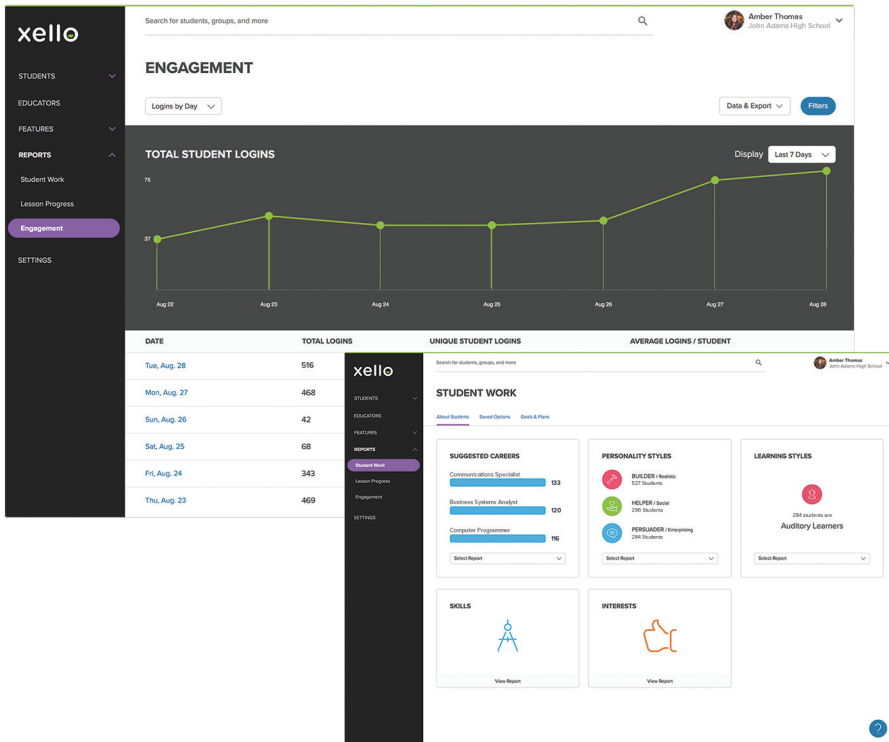 xello
Search for students, groups, and more
Amber Thomas
John Adams High School
STUDENTS
EDUCATORS
FEATURES
REPORTS
Student Work
Lesson Progress
Engagement
SETTINGS
ENGAGEMENT
Logins by Day
Data & Export
Filters
TOTAL STUDENT LOGINS
Display
Last 7 Days
75
37
Aug 22
Aug 23
Aug 24
Aug 25
Aug 26
Aug 27
Aug 28
DATE TOTAL LOGINS UNIQUE STUDENT LOGINS AVERAGE LOGINS / STUDENT
Tue, Aug. 28 516
Mon, Aug. 27 468
Sun, Aug. 26 42
Sat, Aug. 25 68
Fri, Aug. 24 343
Thu, Aug. 23 469
xello
Search for students, groups, and more
Amber Thomas
John Adams High School
STUDENTS
EDUCATORS
FEATURES
REPORTS
Student Work
Lesson Progress
Engagement
SETTINGS
STUDENT WORK
About Students Saved Options Goals & Plans
SUGGESTED CAREERS
Communications Specialist
133
Business Systems Analyst
120
Computer Programmer
116
Select Report
PERSONALITY STYLES
BUILDER / Realistic
527 Students
HELPER / Social
296 Students
PERSUADER / Enterprising
284 Students
Select Report
LEARNING STYLES
284 students are
Auditory Learners
Select Report
SKILLS
View Report
INTERESTS
View Report
?